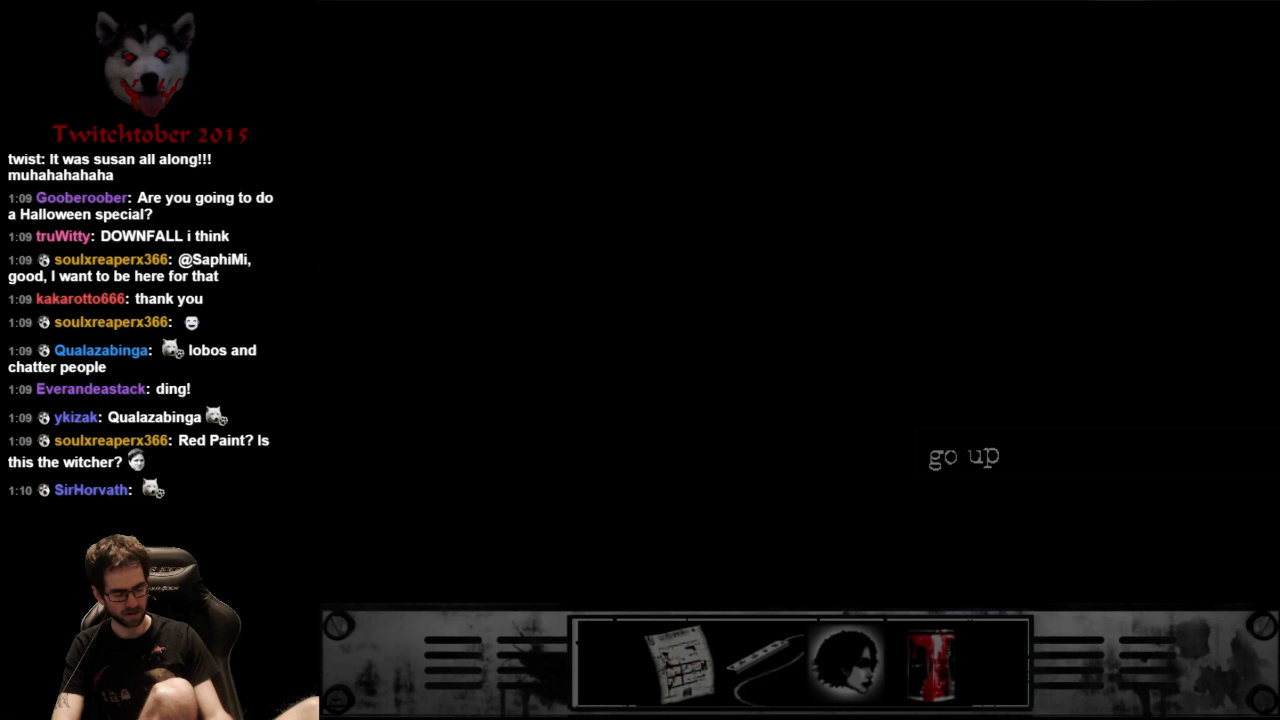 Twitchtober 2015
twist: It was susan all along!!!
muhahahahaha
1:09 Gooberoober: Are you going to do
a Halloween special?
1:09 truWitty: DOWNFALL i think
1:09 soulxreaperx366: @SaphiMi,
good, I want to be here for that
1:09 kakarotto666: thank you
1:09 soulxreaperx366:
1:09 Qualazabinga: lobos and
chatter people
1:09 Everandeastack: ding!
1:09 ykizak: Qualazabinga
1:09 soulxreaperx366: Red Paint? Is
this the witcher?
1:10 SirHorvath:
go up